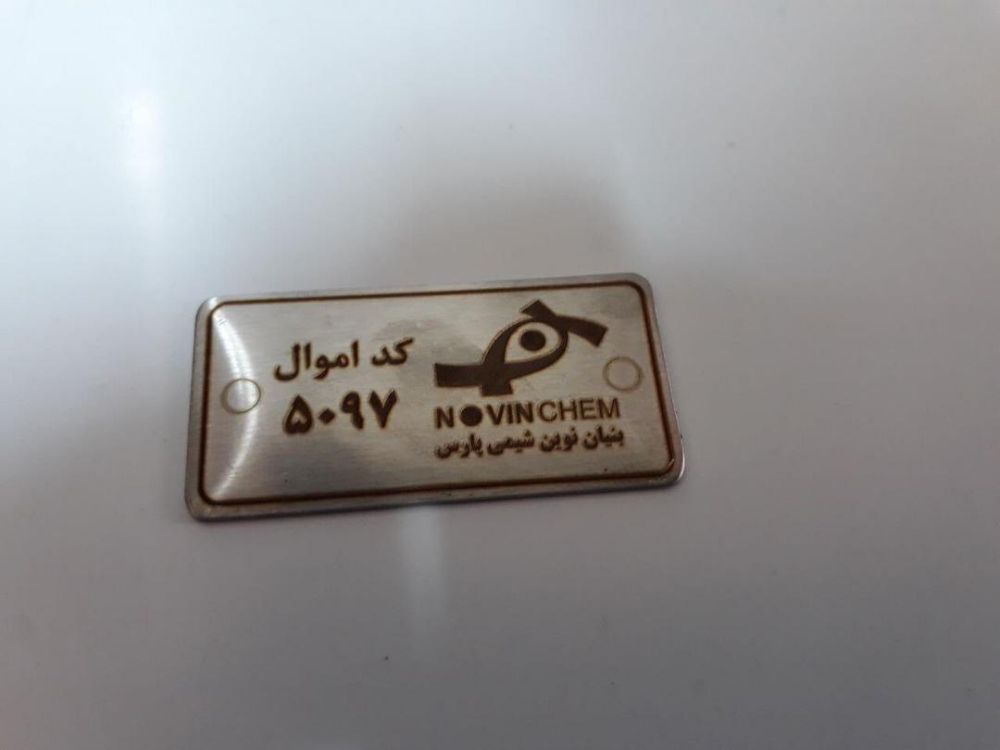 کد اموال
۵۰۹۷
NOVINCHEM
بنیان نوین شیمی پارس